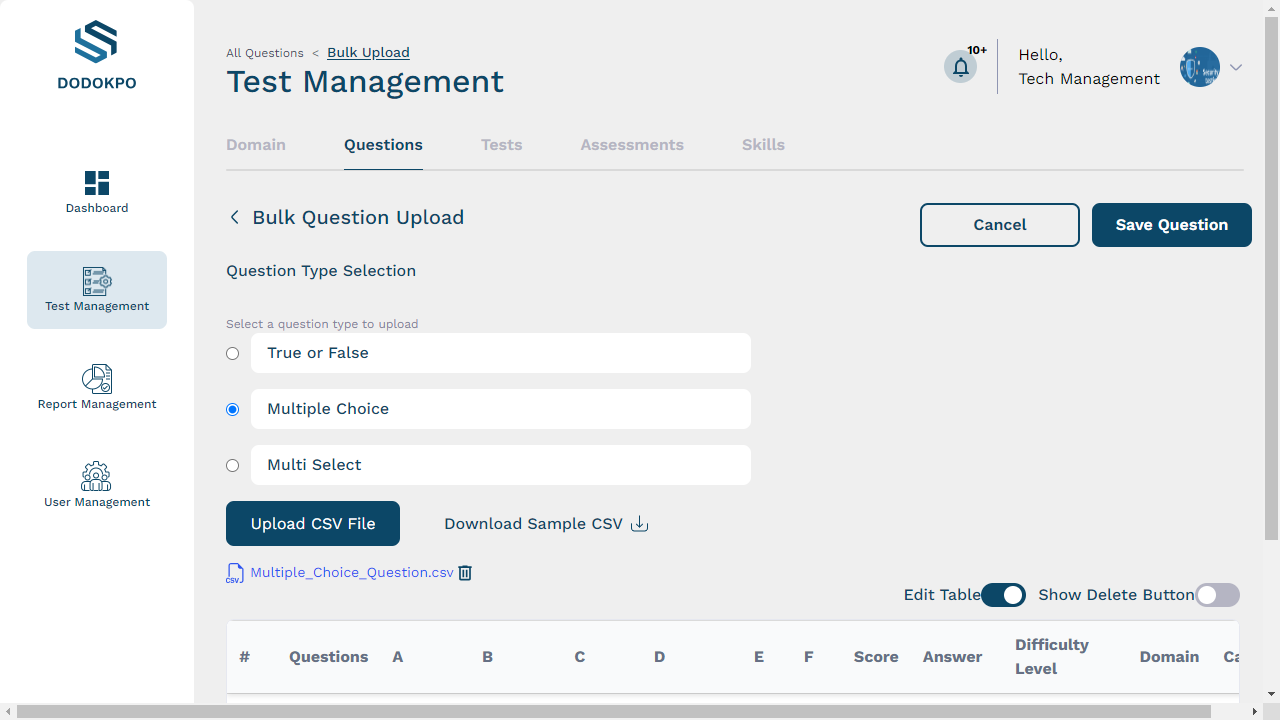 DODOKPO
Dashboard
Test Management
Report Management
User Management
All Questions < Bulk Upload
Test Management
10+
Hello,
Tech Management
Domain Questions Tests Assessments Skills
Bulk Question Upload
Cancel Save Question
Question Type Selection
Select a question type to upload
True or False
Multiple Choice
Multi Select
Upload CSV File Download Sample CSV
CSV Multiple_Choice_Question.csv
Edit Table Show Delete Button
# Questions A B C D E F Score Answer Difficulty Level Domain Ca